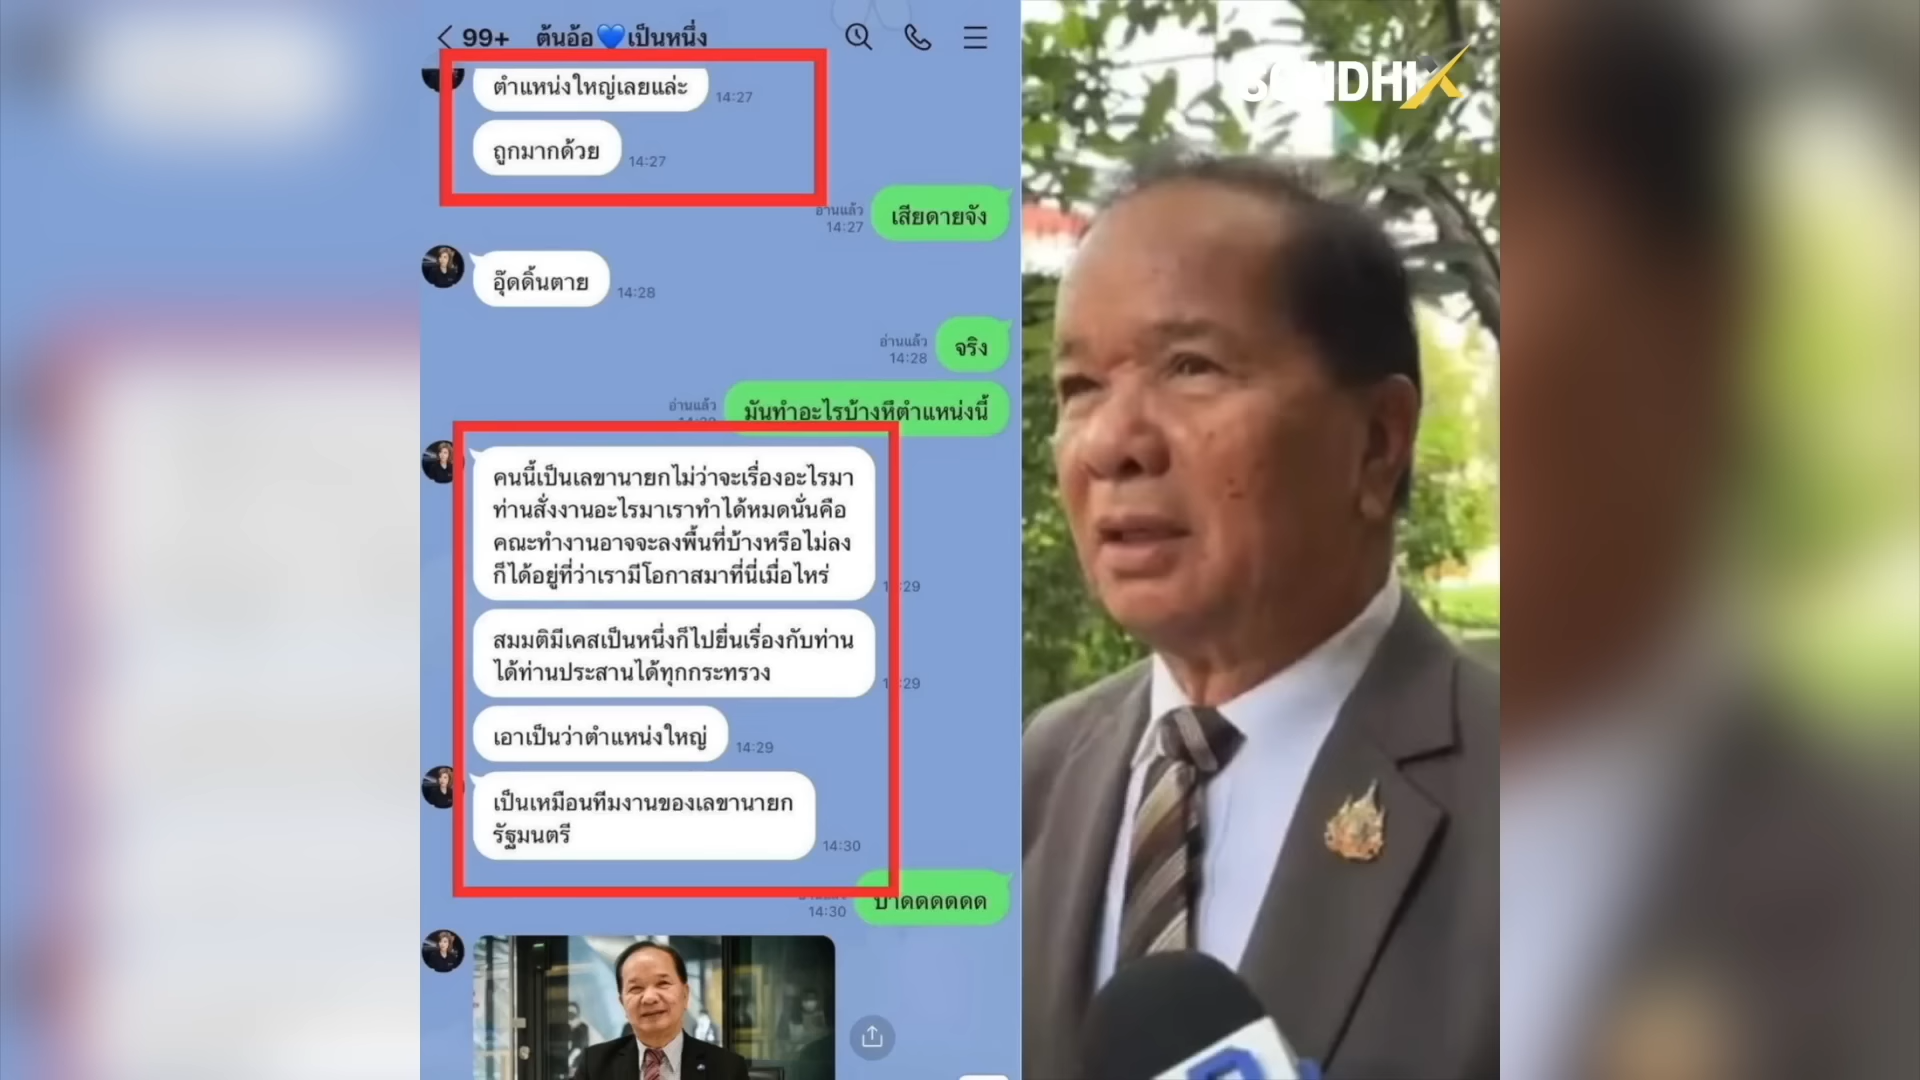 99+ ต้นอ้อ💙เป็นหนึ่ง
ตำแหน่งใหญ่เลยแล่ะ
14:27
ถูกมากด้วย
14:27
เสียดายจัง
อ่านแล้ว
14:27
อุ๊ดดิ้นตาย
14:28
จริง
อ่านแล้ว
14:28
มันทำอะไรบ้างหีตำแหน่งนี้
อ่านแล้ว
คนนี้เป็นเลขานายกไม่ว่าจะเรื่องอะไรมา
ท่านสั่งงานอะไรมาเราทำได้หมดนั่นคือ
คณะทำงานอาจจะลงพื้นที่บ้างหรือไม่ลง
ก็ได้อยู่ที่ว่าเรามีโอกาสมาที่นี่เมื่อไหร่
สมมติมีเคสเป็นหนึ่งก็ไปยื่นเรื่องกับท่าน
ได้ท่านประสานได้ทุกกระทรวง
เอาเป็นว่าตำแหน่งใหญ่
14:29
เป็นเหมือนทีมงานของเลขานายก
รัฐมนตรี
14:30
ปาดดดดดด
14:30